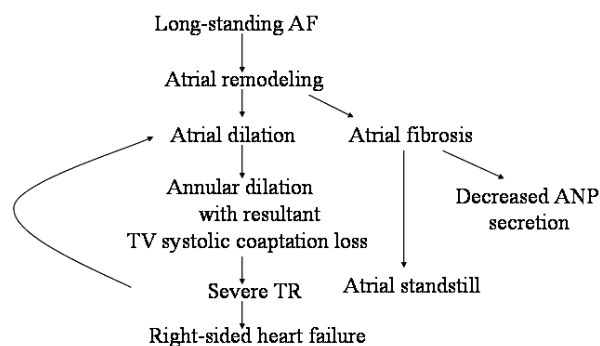 Long-standing AF
Atrial remodeling
Atrial dilation
Atrial fibrosis
Annular dilation
with resultant
TV systolic coaptation loss
Decreased ANP
secretion
Severe TR
Atrial standstill
Right-sided heart failure